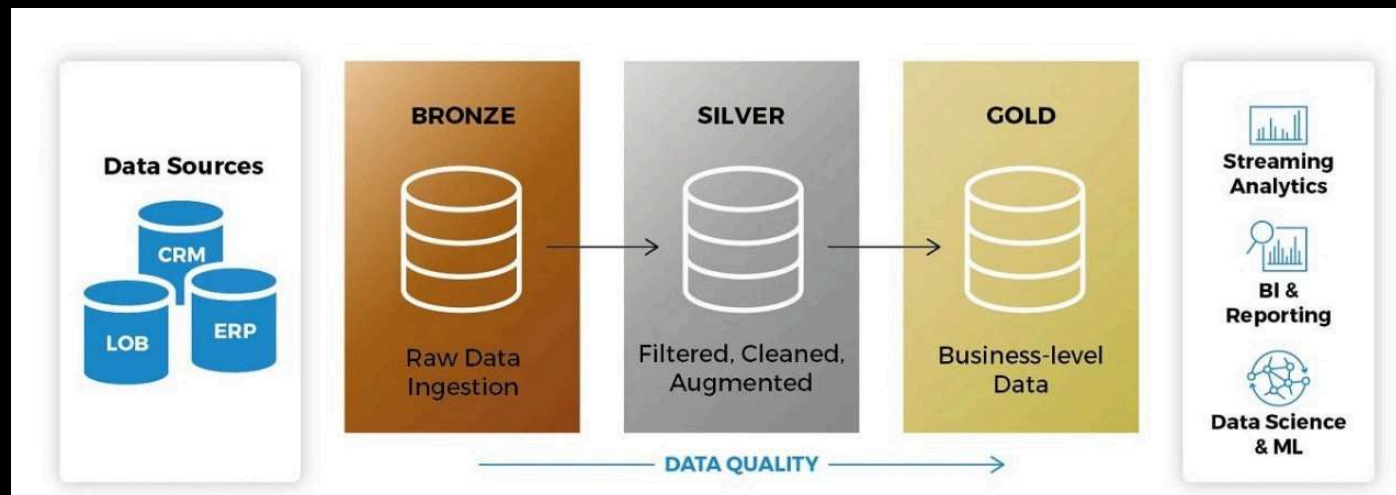 Data Sources
CRM
LOB
ERP
BRONZE
Raw Data
Ingestion
SILVER
Filtered, Cleaned,
Augmented
GOLD
Business-level
Data
DATA QUALITY
Streaming
Analytics
BI &
Reporting
Data Science
& ML